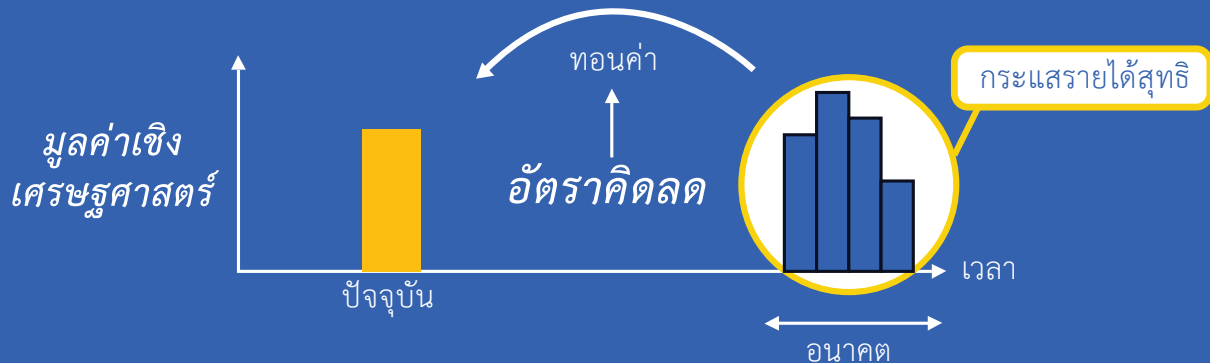 ทอนค่า
กระแสรายได้สุทธิ
มูลค่าเชิง
เศรษฐศาสตร์
อัตราคิดลด
เวลา
ปัจจุบัน
อนาคต